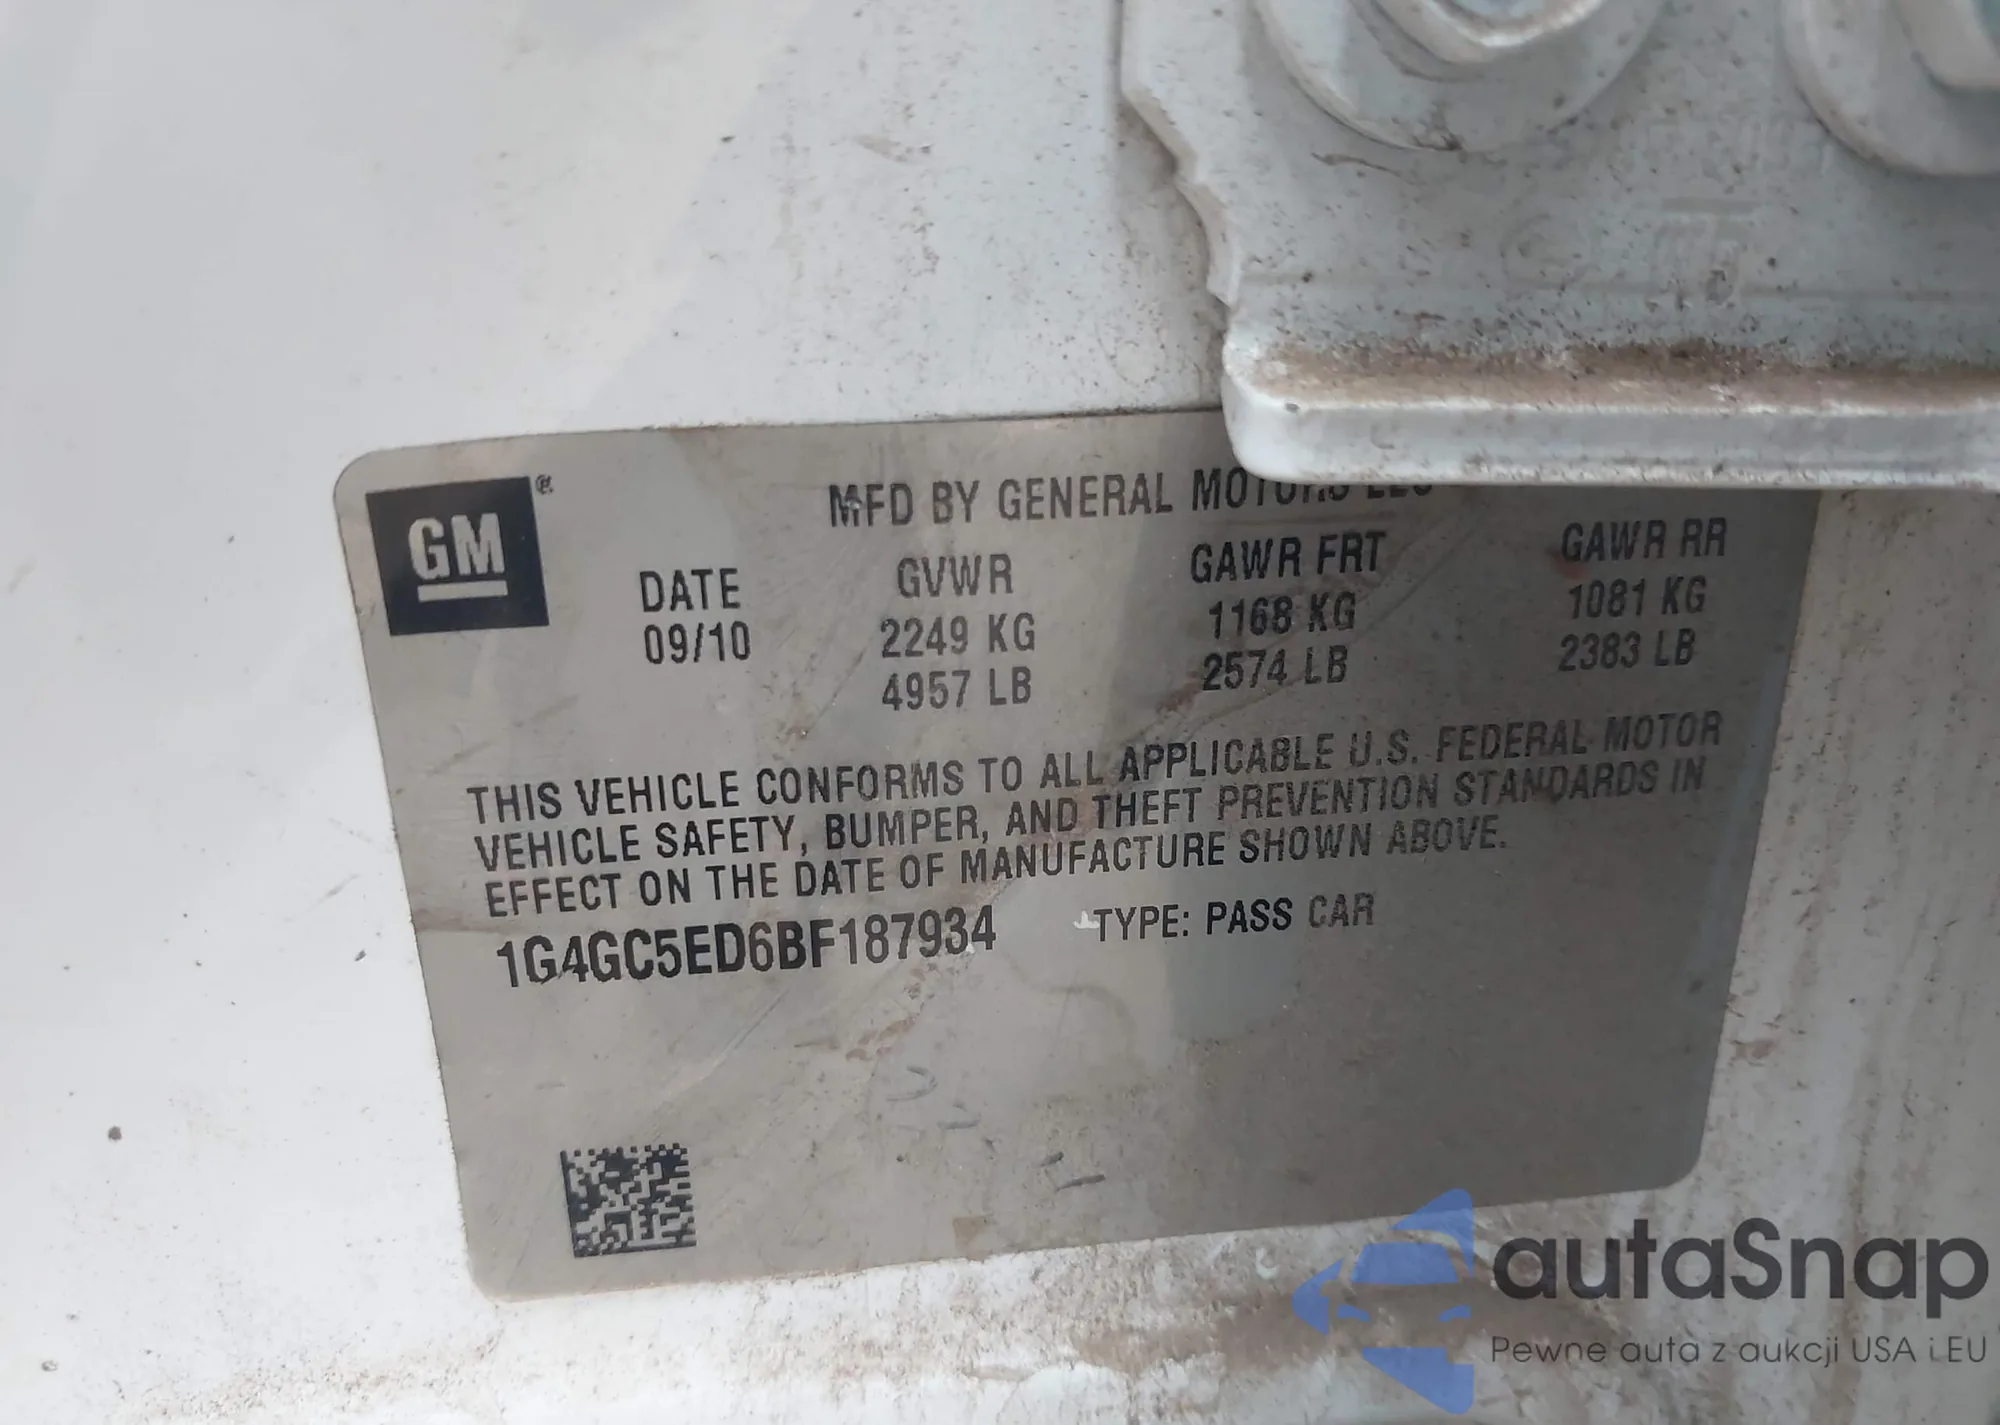 GM®
MFD BY GENERAL MOTORS LLC
DATE GVWR GAWR FRT GAWR RR
09/10 2249 KG 1168 KG 1081 KG
4957 LB 2574 LB 2383 LB
THIS VEHICLE CONFORMS TO ALL APPLICABLE U.S. FEDERAL MOTOR
VEHICLE SAFETY, BUMPER, AND THEFT PREVENTION STANDARDS IN
EFFECT ON THE DATE OF MANUFACTURE SHOWN ABOVE.
1G4GC5ED6BF187934 TYPE: PASS CAR
autaSnap
Pewne auta z aukcji USA i EU